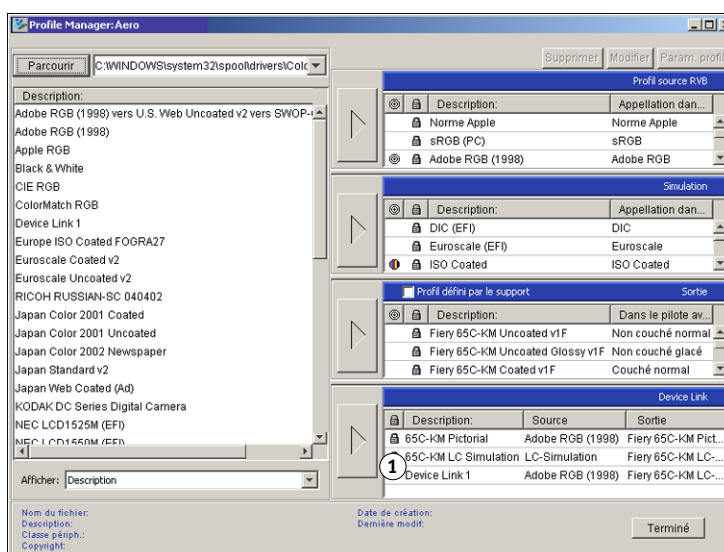 Profile Manager: Aero
Parcourir C:\WINDOWS\system32\spool\drivers\Colo
Supprimer Modifier Param. profil
Description:
Adobe RGB (1998) vers U.S. Web Uncoated v2 vers SWOP-
Adobe RGB (1998)
Apple RGB
Black & White
CIE RGB
ColorMatch RGB
Device Link 1
Europe ISO Coated FOGRA27
Euroscale Coated v2
Euroscale Uncoated v2
RICOH RUSSIAN-SC 040402
Japan Color 2001 Coated
Japan Color 2001 Uncoated
Japan Color 2002 Newspaper
Japan Standard v2
Japan Web Coated (Ad)
KODAK DC Series Digital Camera
NEC LCD1525M (EFI)
NEC LCD1550M (EFI)
Afficher: Description
Profil source RVB
Description: Appellation dan...
Norme Apple Norme Apple
sRGB (PC) sRGB
Adobe RGB (1998) Adobe RGB
Simulation
Description: Appellation dan...
DIC (EFI) DIC
Euroscale (EFI) Euroscale
ISO Coated ISO Coated
Profil défini par le support Sortie
Description: Dans le pilote av...
Fiery 65C-KM Uncoated v1F Non couché normal
Fiery 65C-KM Uncoated Glossy v1F Non couché glacé
Fiery 65C-KM Coated v1F Couché normal
Device Link
Description: Source Sortie
65C-KM Pictorial Adobe RGB (1998) Fiery 65C-KM Pict...
65C-KM LC Simulation LC-Simulation Fiery 65C-KM LC-...
1
Device Link 1 Adobe RGB (1998) Fiery 65C-KM LC-...
Nom du fichier:
Description:
Classe périph.:
Copyright:
Date de création:
Dernière modif:
Terminé